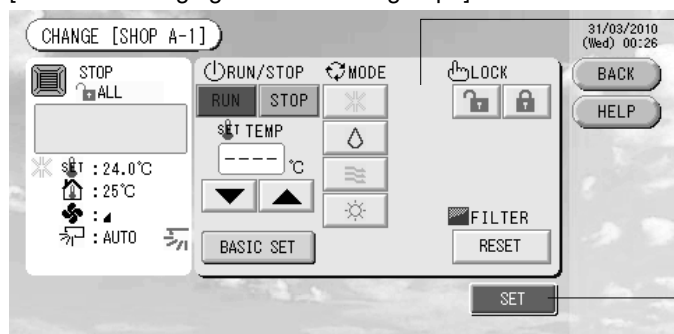 CHANGE [SHOP A-1]
31/03/2010
(Wed) 00:26
STOP
ALL
SET : 24.0℃
: 25℃
:
: AUTO
RUN/STOP
RUN STOP
SET TEMP
---- ℃
BASIC SET
MODE
LOCK
FILTER
RESET
BACK
HELP
SET